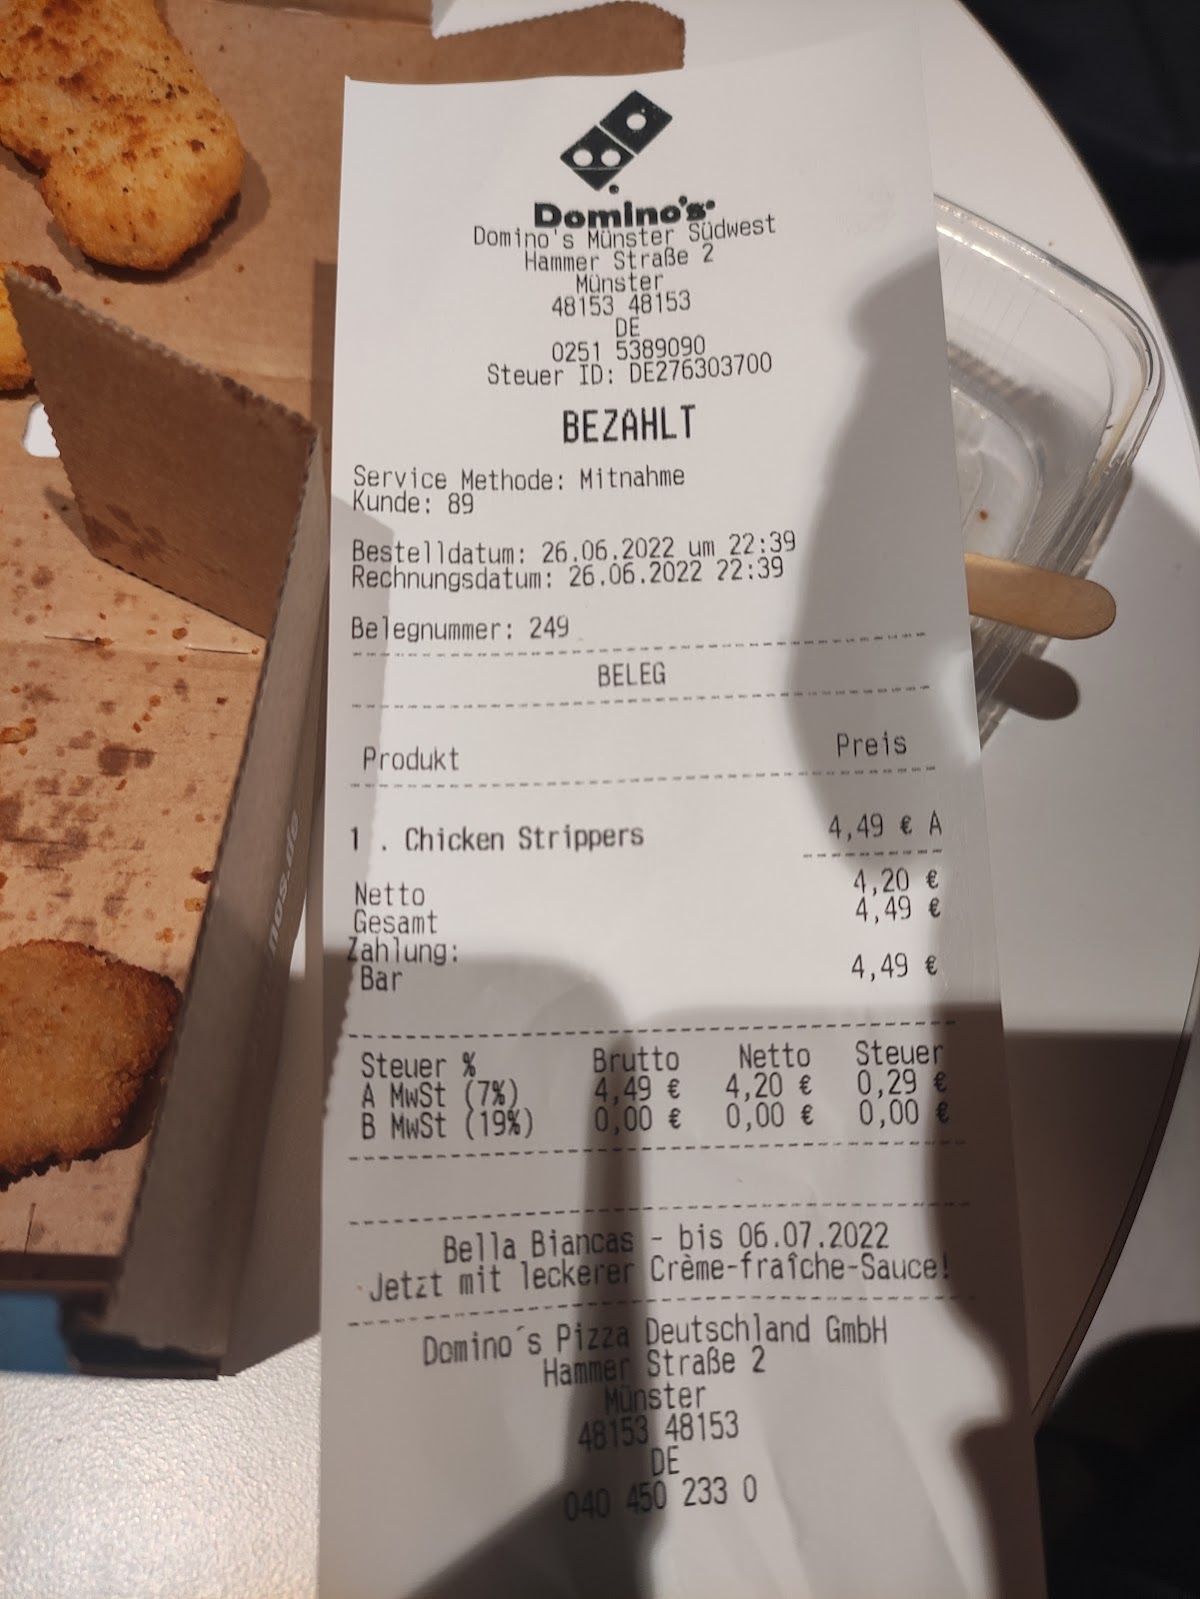 Domino's
Domino's Münster Südwest
Hammer Straße 2
Münster
48153 48153
DE
0251 5389090
Steuer ID: DE276303700
BEZAHLT
Service Methode: Mitnahme
Kunde: 89
Bestelldatum: 26.06.2022 um 22:39
Rechnungsdatum: 26.06.2022 22:39
Belegnummer: 249
BELEG
Produkt Preis
1 . Chicken Strippers 4,49 € A
Netto 4,20 €
Gesamt 4,49 €
Zahlung:
Bar 4,49 €
Steuer % Brutto Netto Steuer
A MwSt (7%) 4,49 € 4,20 € 0,29 €
B MwSt (19%) 0,00 € 0,00 € 0,00 €
Bella Biancas - bis 06.07.2022
Jetzt mit leckerer Crème-fraîche-Sauce!
Domino´s Pizza Deutschland GmbH
Hammer Straße 2
Münster
48153 48153
DE
040 450 233 0
nos.de